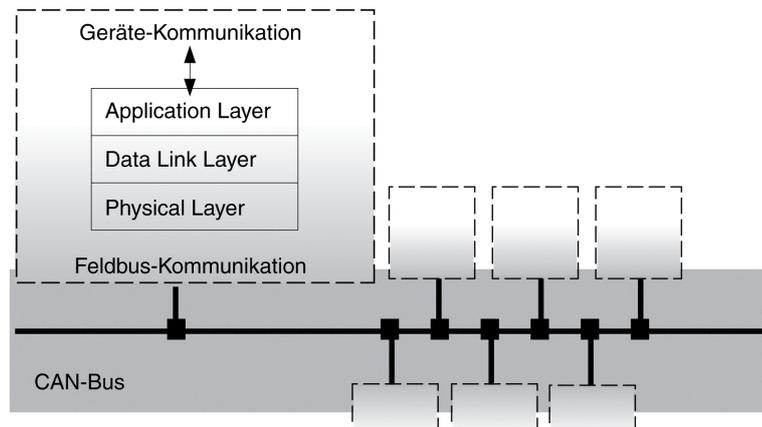 Geräte-Kommunikation
Application Layer
Data Link Layer
Physical Layer
Feldbus-Kommunikation
CAN-Bus